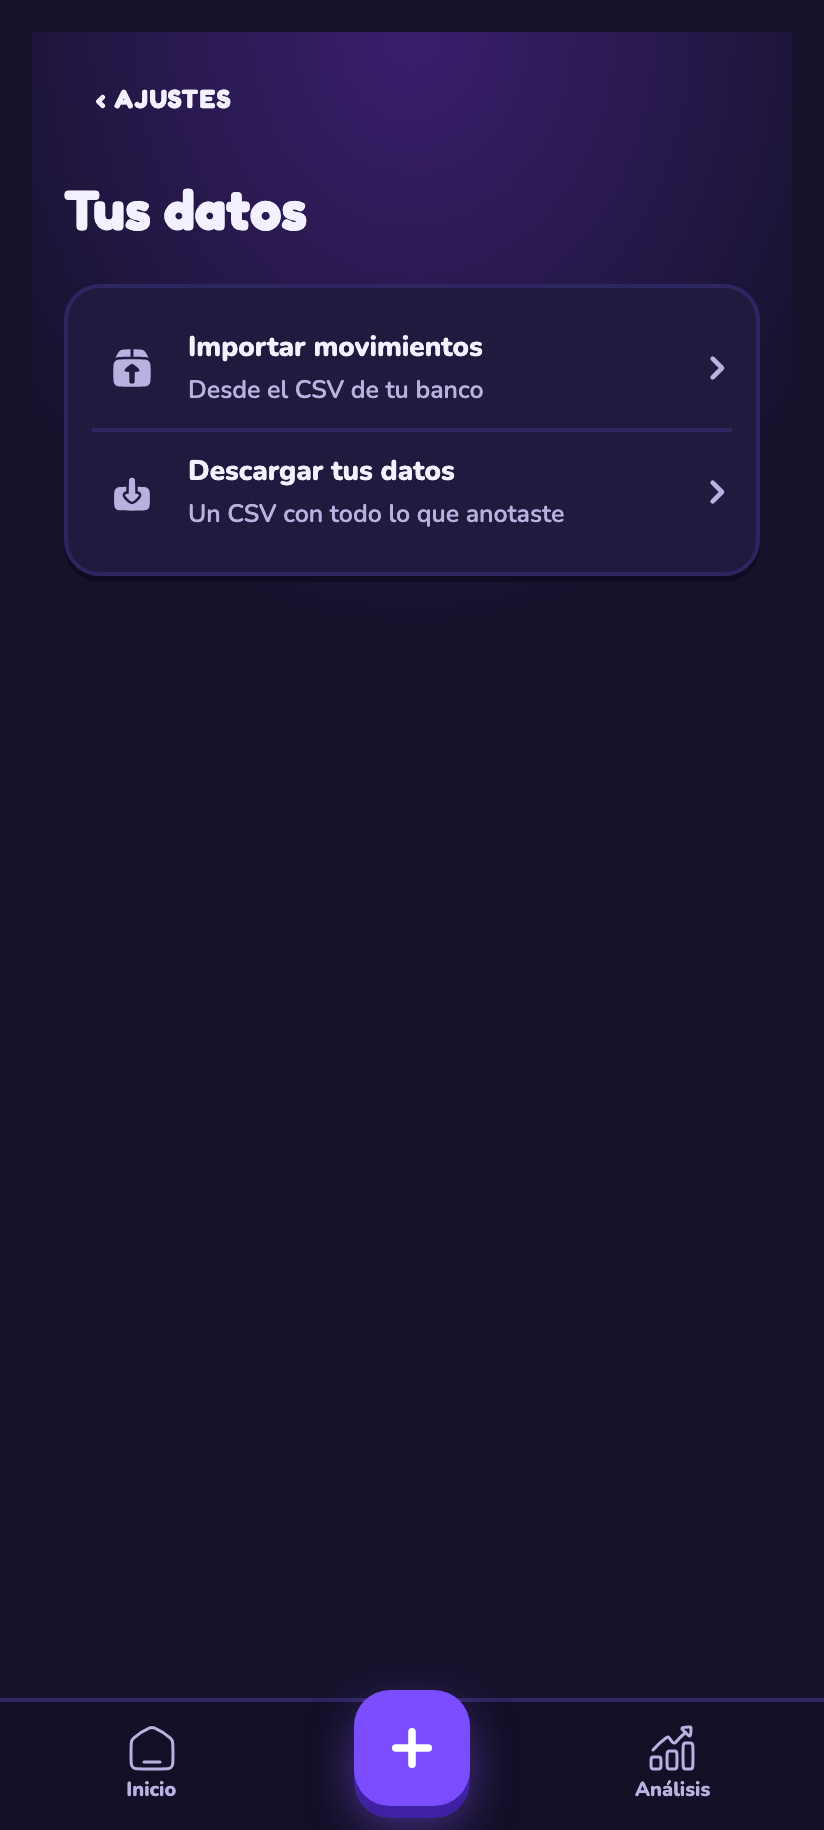 ‹ AJUSTES
Tus datos
Importar movimientos
Desde el CSV de tu banco
Descargar tus datos
Un CSV con todo lo que anotaste
Inicio
Análisis